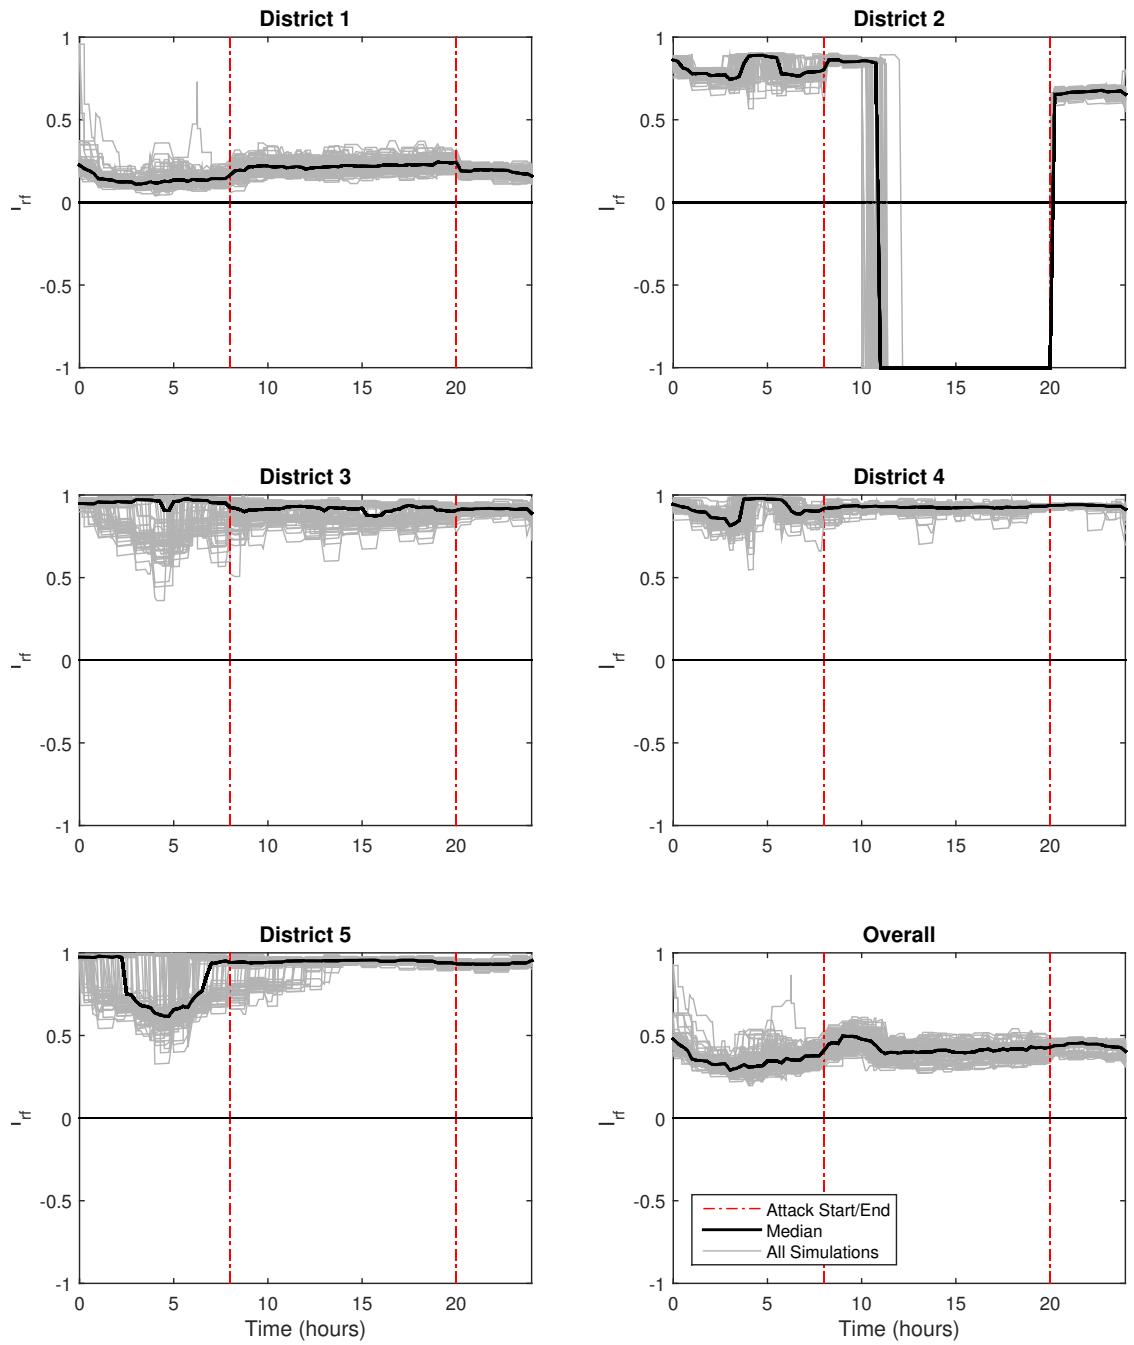 District 1
1
0.5
0
-0.5
-1
0 5 10 15 20
I_rf
District 2
1
0.5
0
-0.5
-1
0 5 10 15 20
I_rf
District 3
1
0.5
0
-0.5
-1
0 5 10 15 20
I_rf
District 4
1
0.5
0
-0.5
-1
0 5 10 15 20
I_rf
District 5
1
0.5
0
-0.5
-1
0 5 10 15 20
I_rf
Time (hours)
Overall
1
0.5
0
-0.5
-1
0 5 10 15 20
I_rf
Time (hours)
Attack Start/End
Median
All Simulations